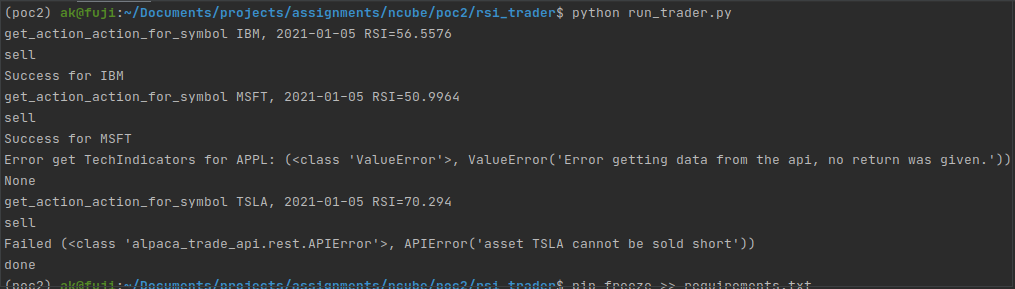 (poc2) ak@fuji:~/Documents/projects/assignments/ncube/poc2/rsi_trader$ python run_trader.py
get_action_action_for_symbol IBM, 2021-01-05 RSI=56.5576
sell
Success for IBM
get_action_action_for_symbol MSFT, 2021-01-05 RSI=50.9964
sell
Success for MSFT
Error get TechIndicators for APPL: (<class 'ValueError'>, ValueError('Error getting data from the api, no return was given.'))
None
get_action_action_for_symbol TSLA, 2021-01-05 RSI=70.294
sell
Failed (<class 'alpaca_trade_api.rest.APIError'>, APIError('asset TSLA cannot be sold short'))
done
(poc2) ak@fuji:~/Documents/projects/assignments/ncube/poc2/rsi_trader$ pip freeze >> requirements.txt